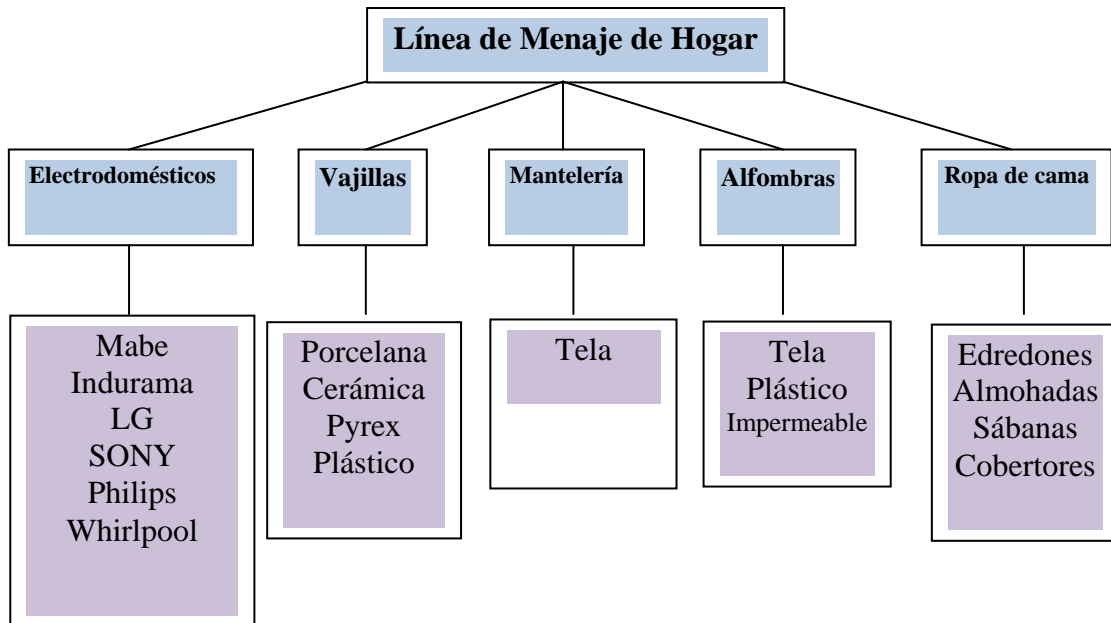 Línea de Menaje de Hogar
Electrodomésticos
Vajillas
Mantelería
Alfombras
Ropa de cama
Mabe
Indurama
LG
SONY
Philips
Whirlpool
Porcelana
Cerámica
Pyrex
Plástico
Tela
Tela
Plástico
Impermeable
Edredones
Almohadas
Sábanas
Cobertores